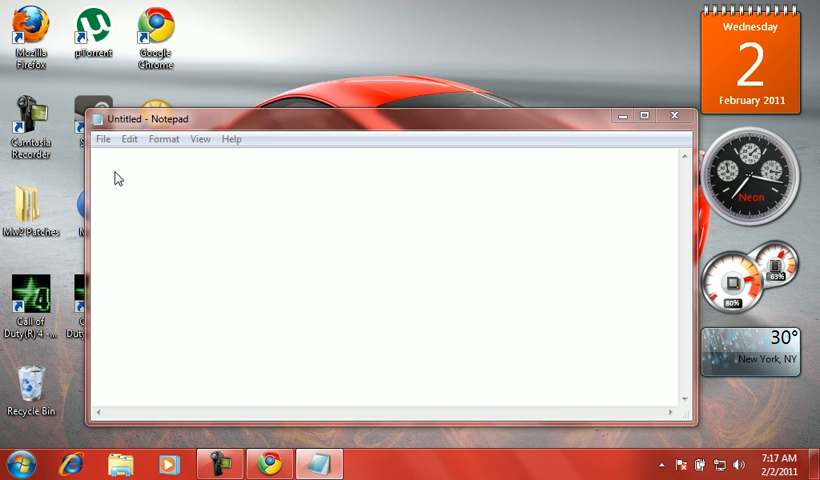 Mozilla
Firefox
µTorrent
Google
Chrome
Wednesday
2
February 2011
Untitled - Notepad
File Edit Format View Help
Camtasia
Recorder
Neon
Mw2 Patches
80%
63%
Call of
Duty(R) 4 -...
30°
New York, NY
Recycle Bin
7:17 AM
2/2/2011